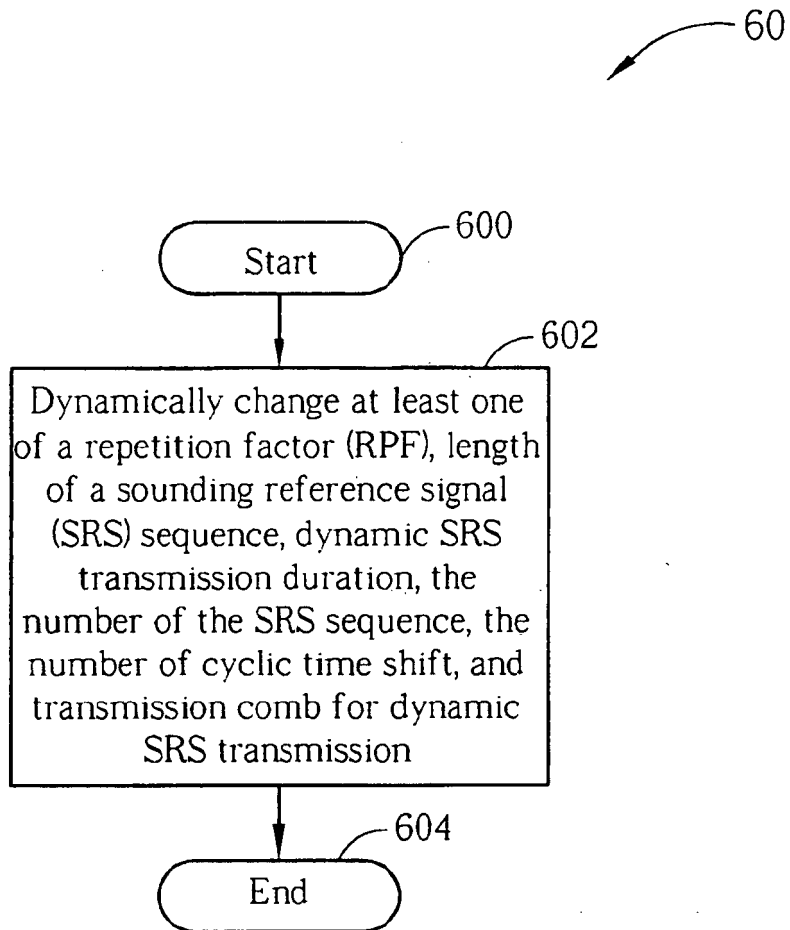 60
600
Start
602
Dynamically change at least one
of a repetition factor (RPF), length
of a sounding reference signal
(SRS) sequence, dynamic SRS
transmission duration, the
number of the SRS sequence, the
number of cyclic time shift, and
transmission comb for dynamic
SRS transmission
604
End